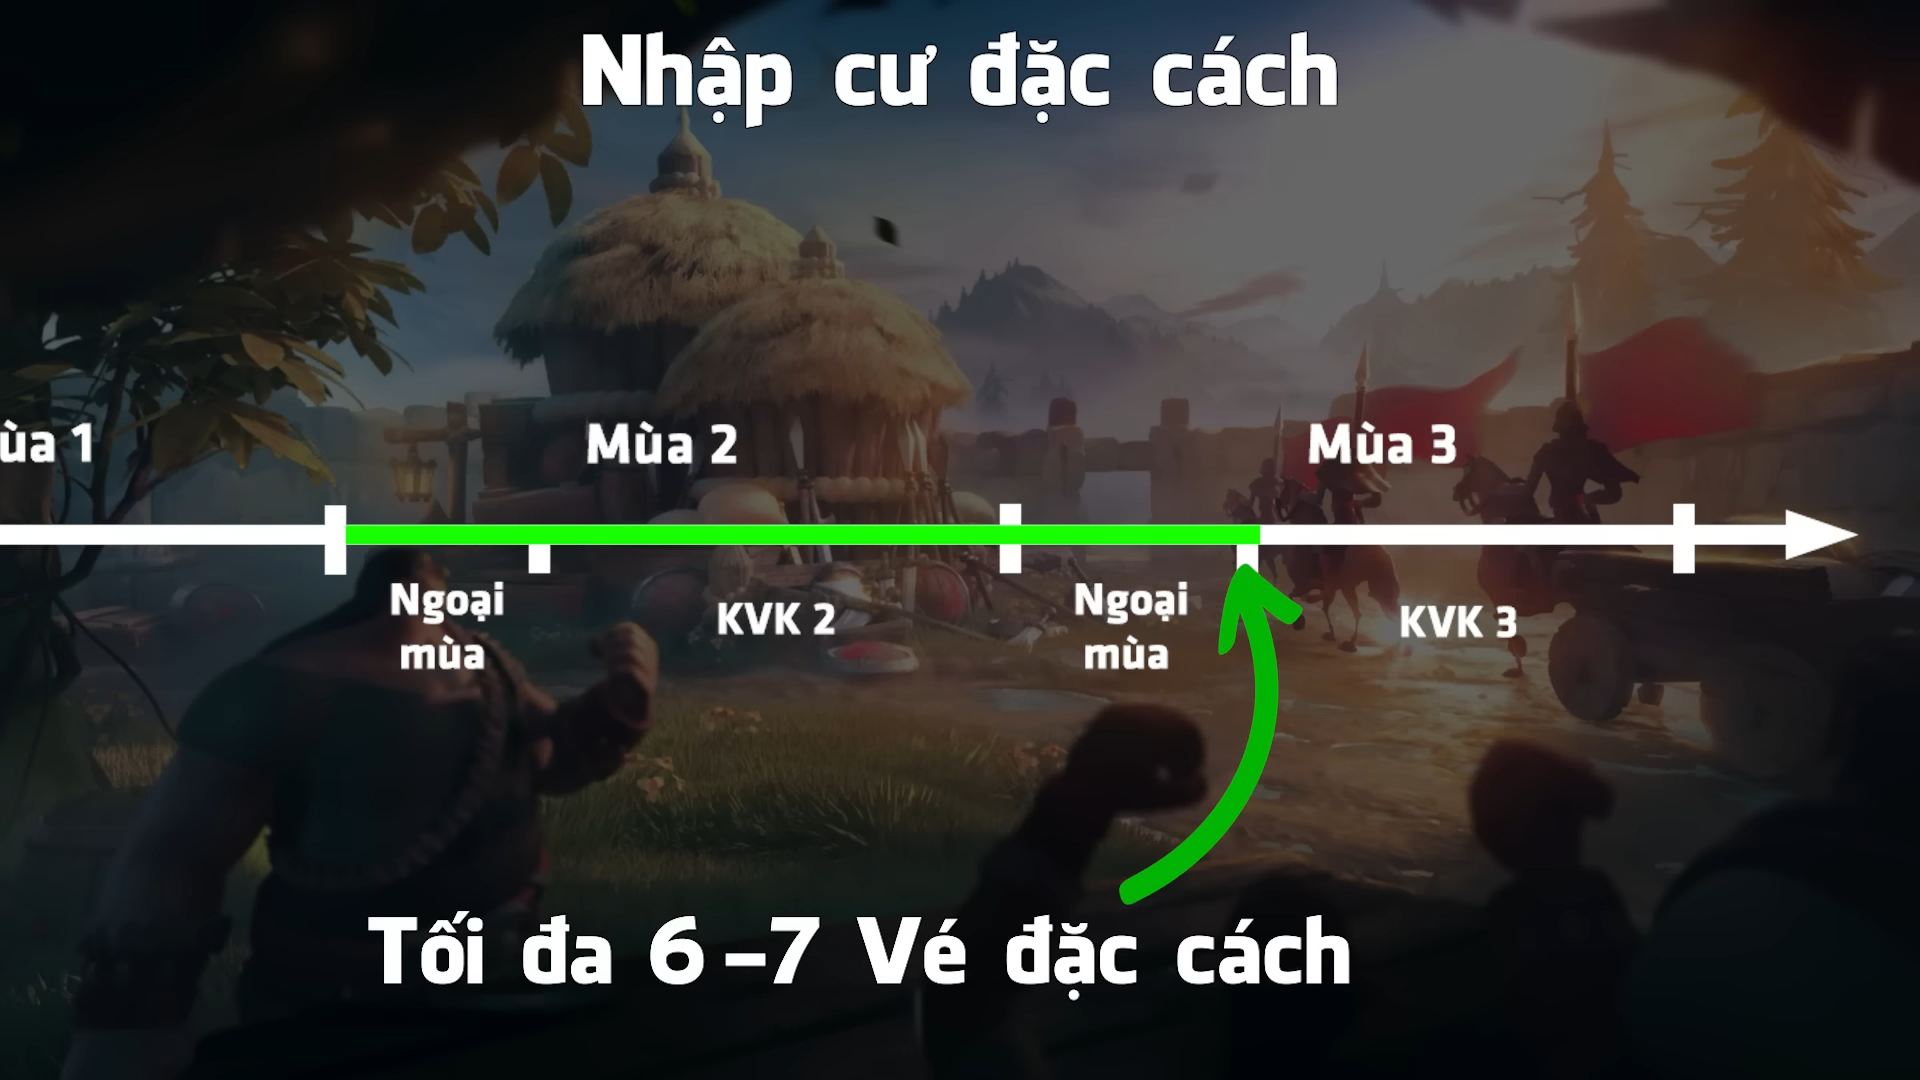 Nhập cư đặc cách
ùa 1
Mùa 2
Mùa 3
Ngoại
mùa
KVK 2
Ngoại
mùa
KVK 3
Tối đa 6 –7 Vé đặc cách